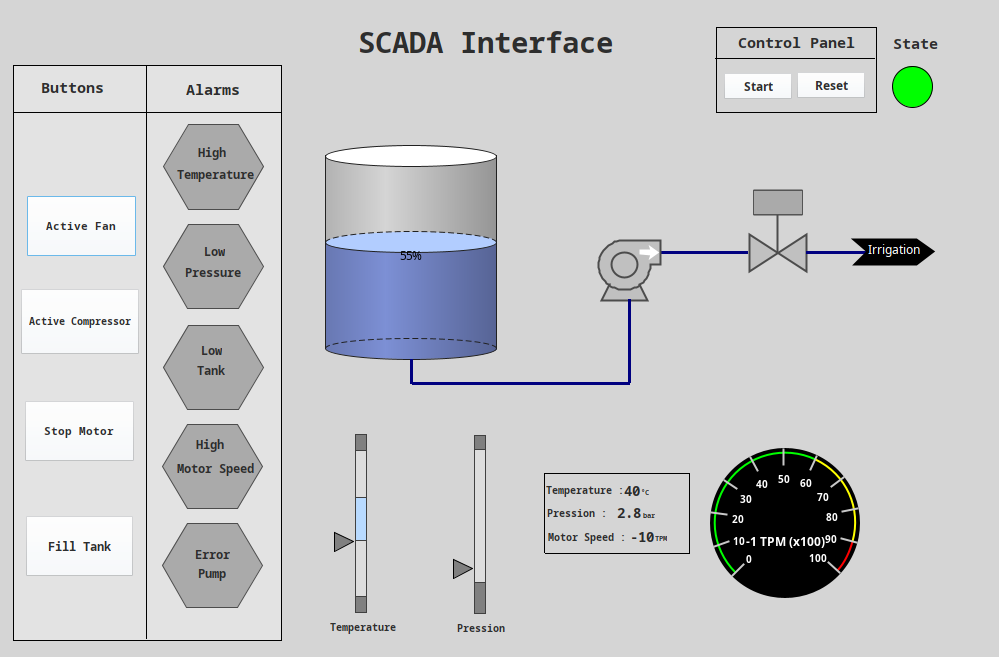 SCADA Interface
Control Panel
State
Start
Reset
Buttons
Alarms
Active Fan
Active Compressor
Stop Motor
Fill Tank
High
Temperature
Low
Pressure
Low
Tank
High
Motor Speed
Error
Pump
55%
Irrigation
Temperature
Pression
Temperature :40°C
Pression : 2.8 bar
Motor Speed : -10 TPM
50
40
60
30
70
20
80
10
-1 TPM (x100)
90
0
100